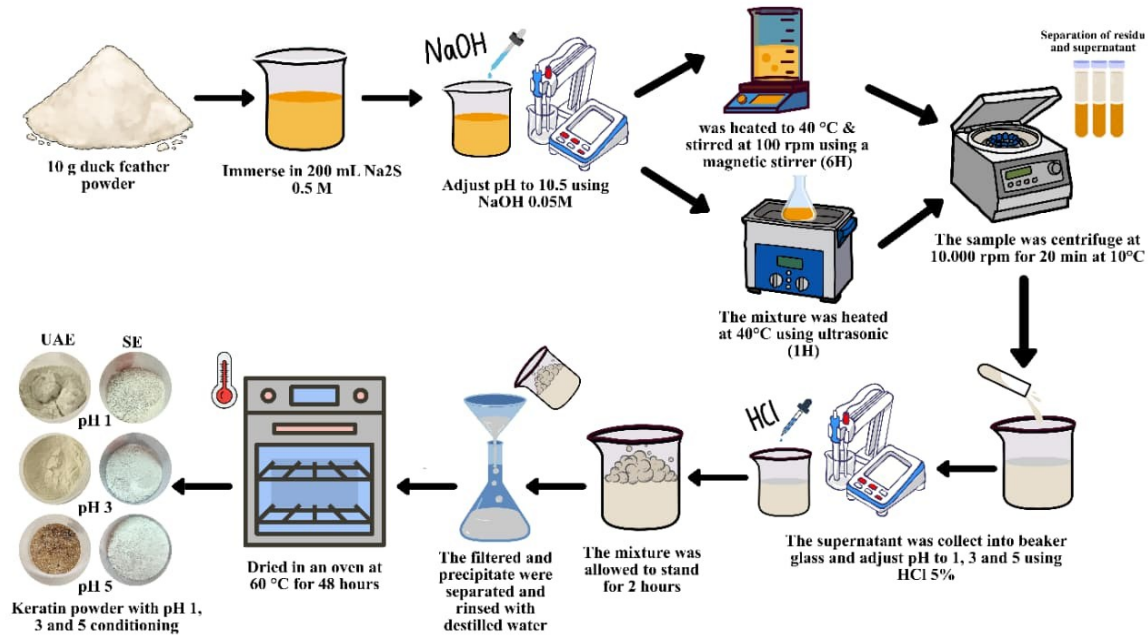 10 g duck feather
powder
Immerse in 200 mL Na2S
0.5 M
NaOH
Adjust pH to 10.5 using
NaOH 0.05M
was heated to 40 °C &
stirred at 100 rpm using a
magnetic stirrer (6H)
The mixture was heated
at 40°C using ultrasonic
(1H)
Separation of residu
and supernatant
The sample was centrifuge at
10.000 rpm for 20 min at 10°C
The supernatant was collect into beaker
glass and adjust pH to 1, 3 and 5 using
HCl 5%
HCl
The mixture was
allowed to stand
for 2 hours
The filtered and
precipitate were
separated and
rinsed with
destilled water
Dried in an oven at
60 °C for 48 hours
UAE SE
pH 1
pH 3
pH 5
Keratin powder with pH 1,
3 and 5 conditioning